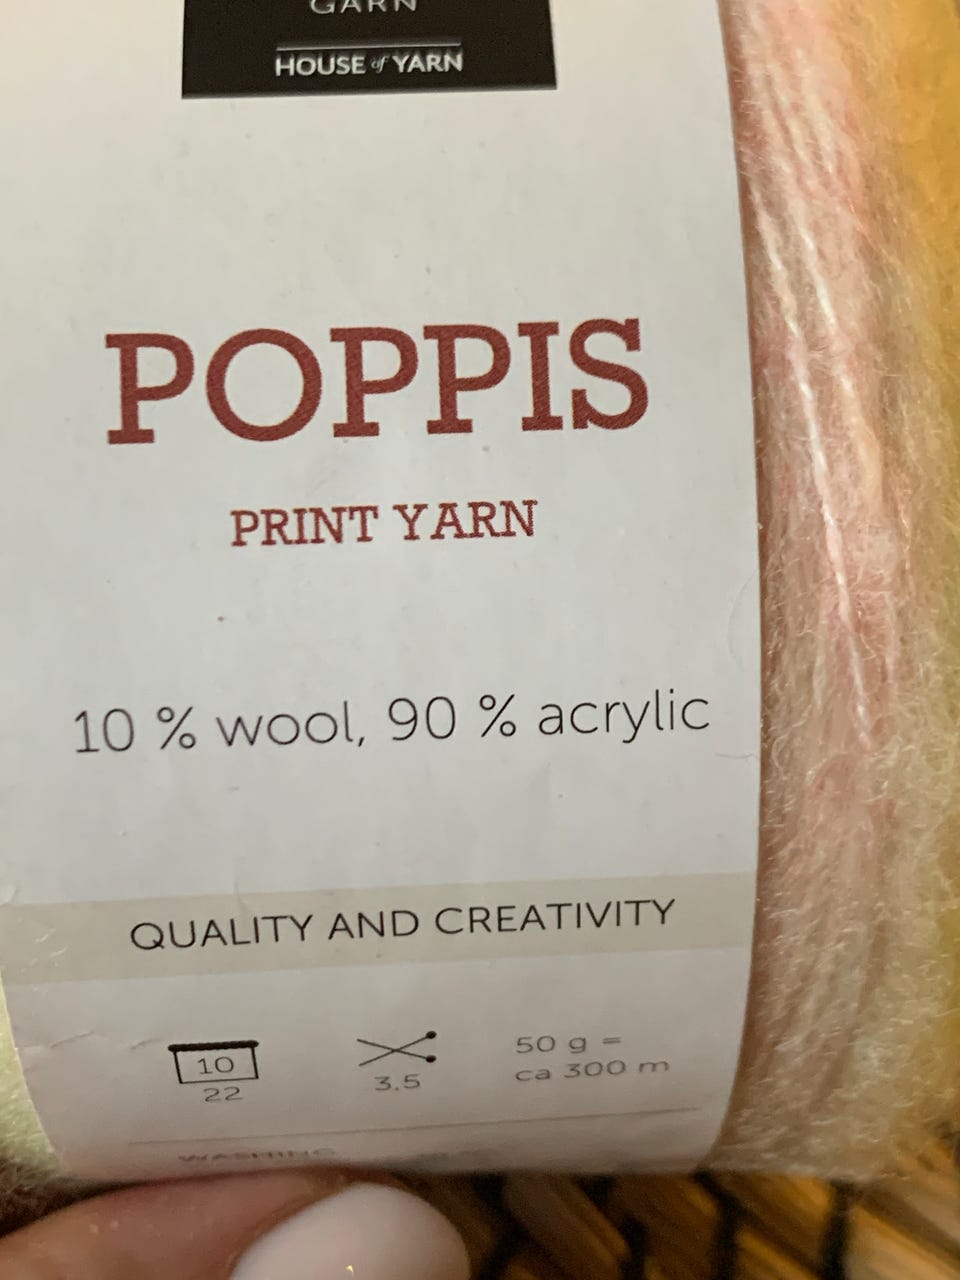 GARN
HOUSE of YARN
POPPIS
PRINT YARN
10 % wool, 90 % acrylic
QUALITY AND CREATIVITY
10
22
3.5
50 g =
ca 300 m
WASHING